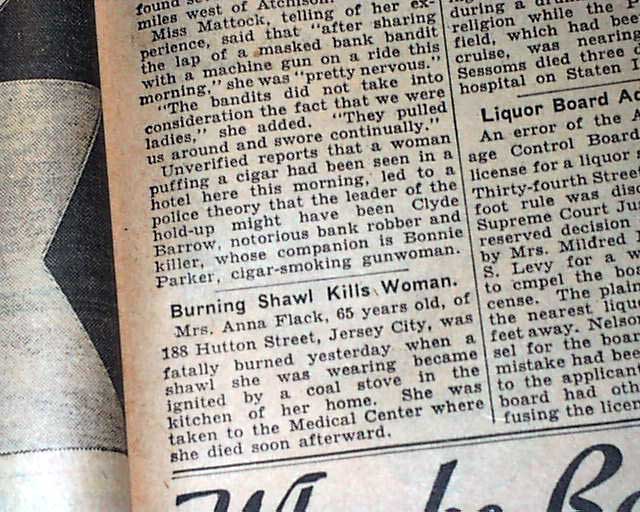 miles west of Atchison.
Miss Mattock, telling of her ex-
perience, said that "after sharing
the lap of a masked bank bandit
with a machine gun on a ride this
morning," she was "pretty nervous."
"The bandits did not take into
consideration the fact that we were
ladies," she added. "They pulled
us around and swore continually."
Unverified reports that a woman
puffing a cigar had been seen in a
hotel here this morning, led to a
police theory that the leader of the
hold-up might have been Clyde
Barrow, notorious bank robber and
killer, whose companion is Bonnie
Parker, cigar-smoking gunwoman.
Burning Shawl Kills Woman.
Mrs. Anna Flack, 65 years old, of
188 Hutton Street, Jersey City, was
fatally burned yesterday when a
shawl she was wearing became
ignited by a coal stove in the
kitchen of her home. She was
taken to the Medical Center where
she died soon afterward.
during a
religion while the
field, which had been
cruise, was nearing
Sessoms died three
hospital on Staten I
Liquor Board Ac
An error of the A
age Control Board
license for a liquor s
Thirty-fourth Street
foot rule was disc
Supreme Court Jus
reserved decision
by Mrs. Mildred
S. Levy for a w
to cmpel the boa
cense. The plain
the nearest liquo
feet away. Nelson
sel for the board
mistake had been
to the applicant
board had oth
fusing the licen